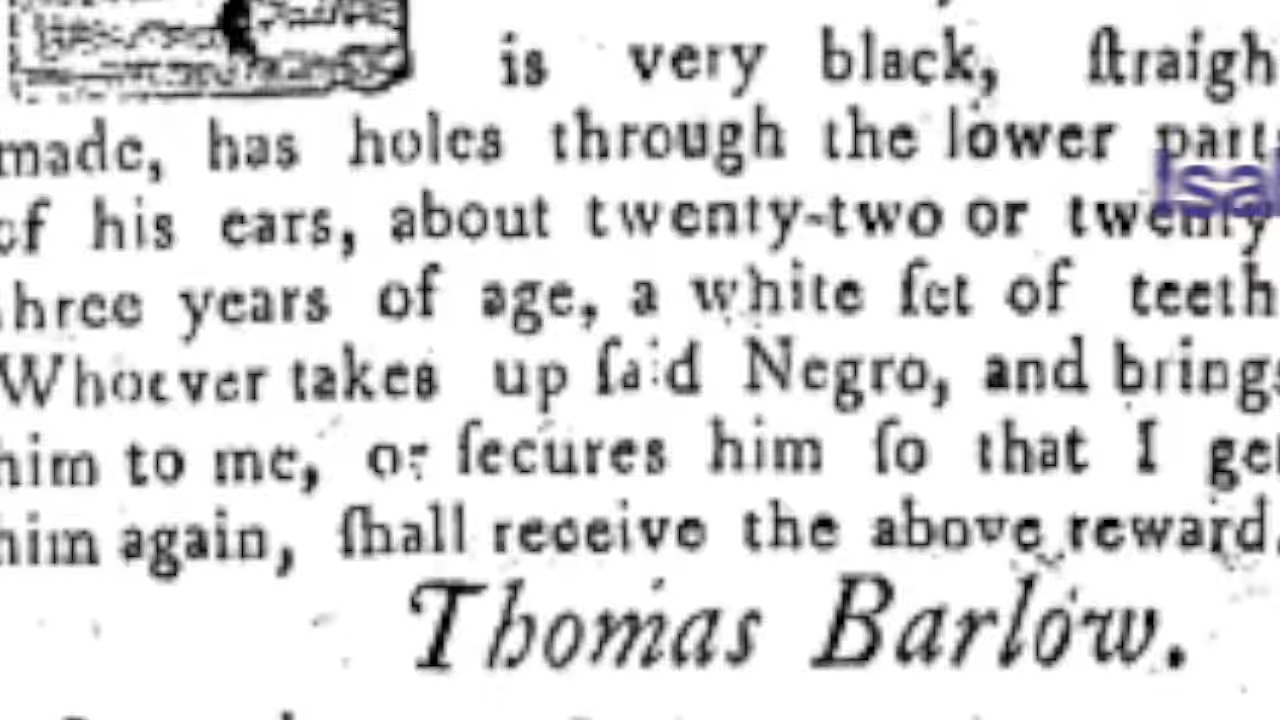 is very black, ſtraigh
made, has holes through the lower part
Isal
of his ears, about twenty-two or twenty
three years of age, a white ſet of teeth
Whoever takes up ſaid Negro, and brings
him to me, or ſecures him ſo that I get
him again, ſhall receive the above reward.
Thomas Barlow.